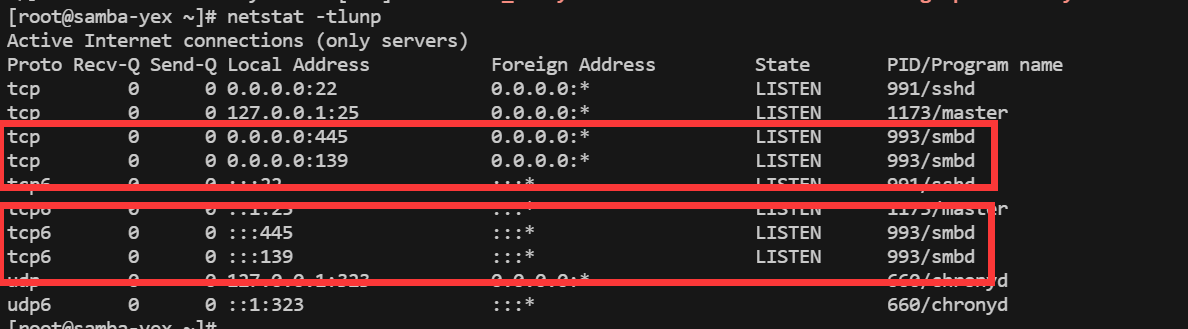 [root@samba-yex ~]# netstat -tlunp
Active Internet connections (only servers)
Proto Recv-Q Send-Q Local Address           Foreign Address         State       PID/Program name
tcp        0      0 0.0.0.0:22              0.0.0.0:*               LISTEN      991/sshd
tcp        0      0 127.0.0.1:25            0.0.0.0:*               LISTEN      1173/master
tcp        0      0 0.0.0.0:445             0.0.0.0:*               LISTEN      993/smbd
tcp        0      0 0.0.0.0:139             0.0.0.0:*               LISTEN      993/smbd
tcp6       0      0 :::22                   :::*                    LISTEN      991/sshd
tcp6       0      0 ::1:25                  :::*                    LISTEN      1173/master
tcp6       0      0 :::445                  :::*                    LISTEN      993/smbd
tcp6       0      0 :::139                  :::*                    LISTEN      993/smbd
udp        0      0 127.0.0.1:323           0.0.0.0:*                           660/chronyd
udp6       0      0 ::1:323                 :::*                                660/chronyd
[root@samba-yex ~]#